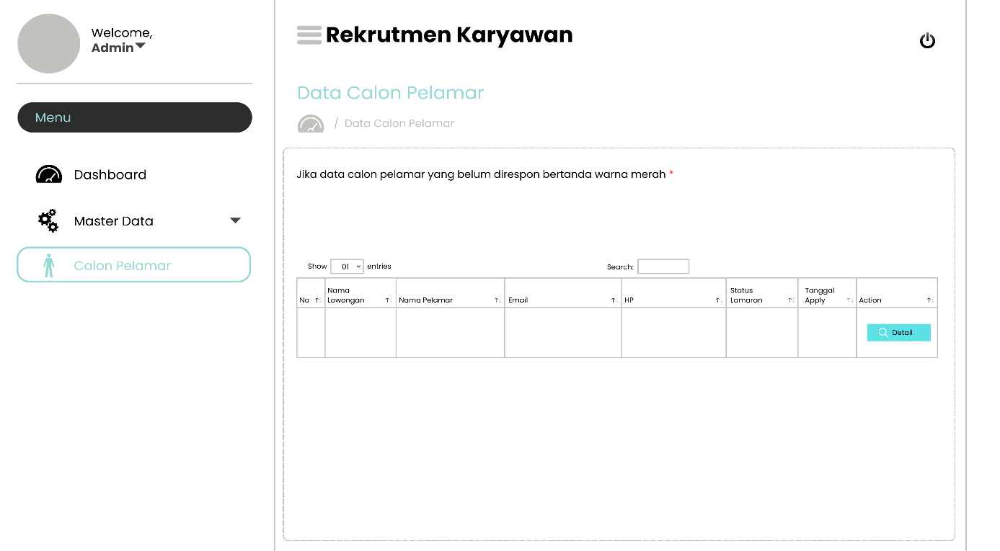 Welcome,
Admin
Menu
Dashboard
Master Data
Calon Pelamar
Rekrutmen Karyawan
Data Calon Pelamar
/ Data Calon Pelamar
Jika data calon pelamar yang belum direspon bertanda warna merah *
Show 01 entries
Search:
No
Nama
Lowongan
Nama Pelamar
Email
HP
Status
Lamaran
Tanggal
Apply
Action
Detail